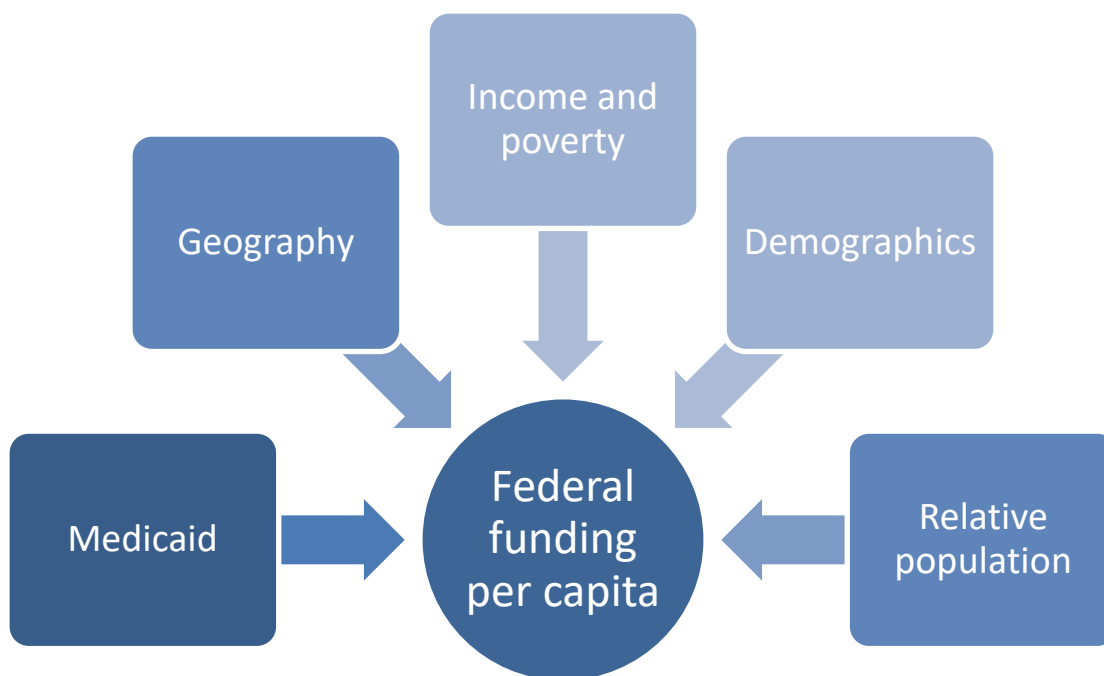 Income and
poverty
Geography
Demographics
Medicaid
Federal
funding
per capita
Relative
population